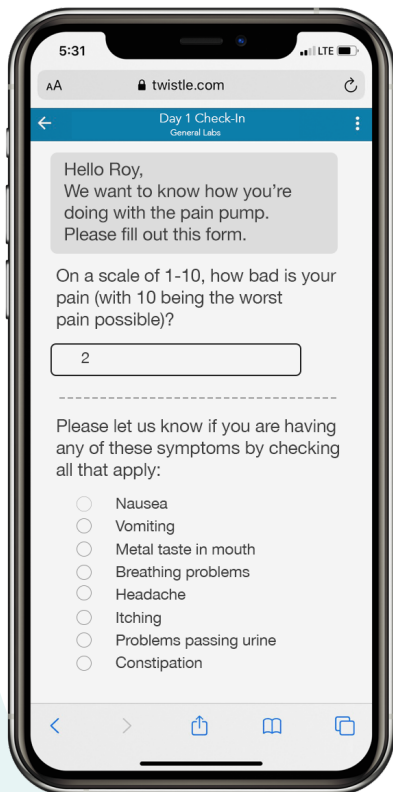 5:31
LTE
AA
twistle.com
Day 1 Check-In
General Labs
Hello Roy,
We want to know how you're
doing with the pain pump.
Please fill out this form.
On a scale of 1-10, how bad is your
pain (with 10 being the worst
pain possible)?
2
Please let us know if you are having
any of these symptoms by checking
all that apply:
Nausea
Vomiting
Metal taste in mouth
Breathing problems
Headache
Itching
Problems passing urine
Constipation